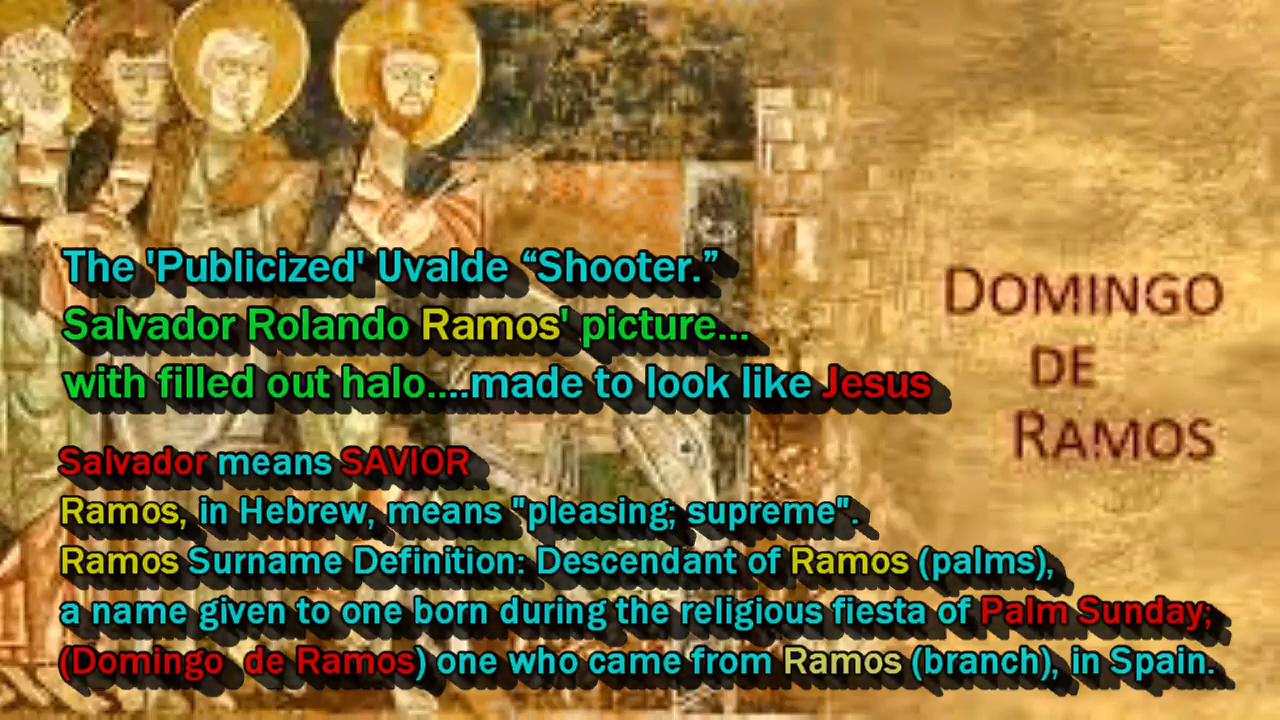 The 'Publicized' Uvalde “Shooter.”
Salvador Rolando Ramos' picture...
with filled out halo....made to look like Jesus
Salvador means SAVIOR
Ramos, in Hebrew, means "pleasing; supreme".
Ramos Surname Definition: Descendant of Ramos (palms),
a name given to one born during the religious fiesta of Palm Sunday;
(Domingo de Ramos) one who came from Ramos (branch), in Spain.
DOMINGO
DE
RAMOS